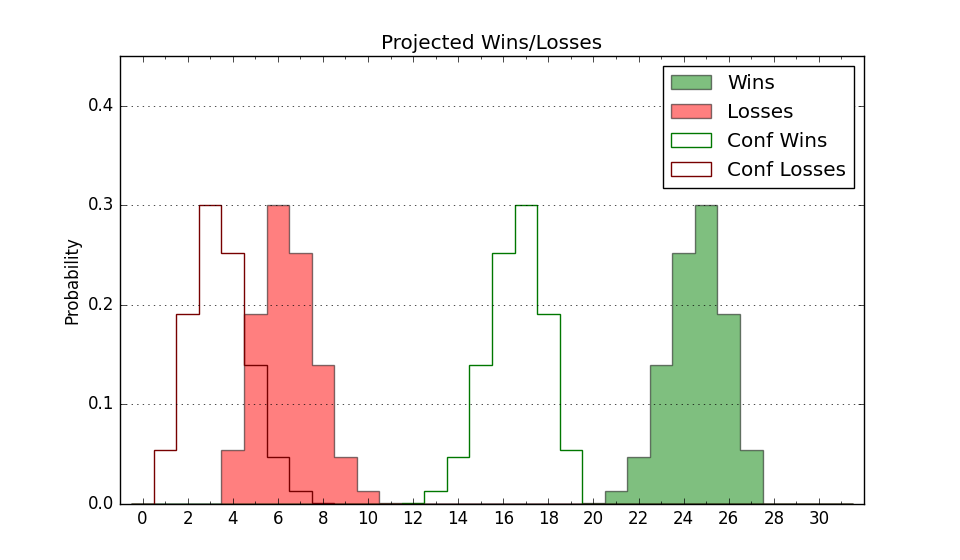 Projected Wins/Losses
Wins
Losses
Conf Wins
Conf Losses
Probability
0.4
0.3
0.2
0.1
0.0
0 2 4 6 8 10 12 14 16 18 20 22 24 26 28 30